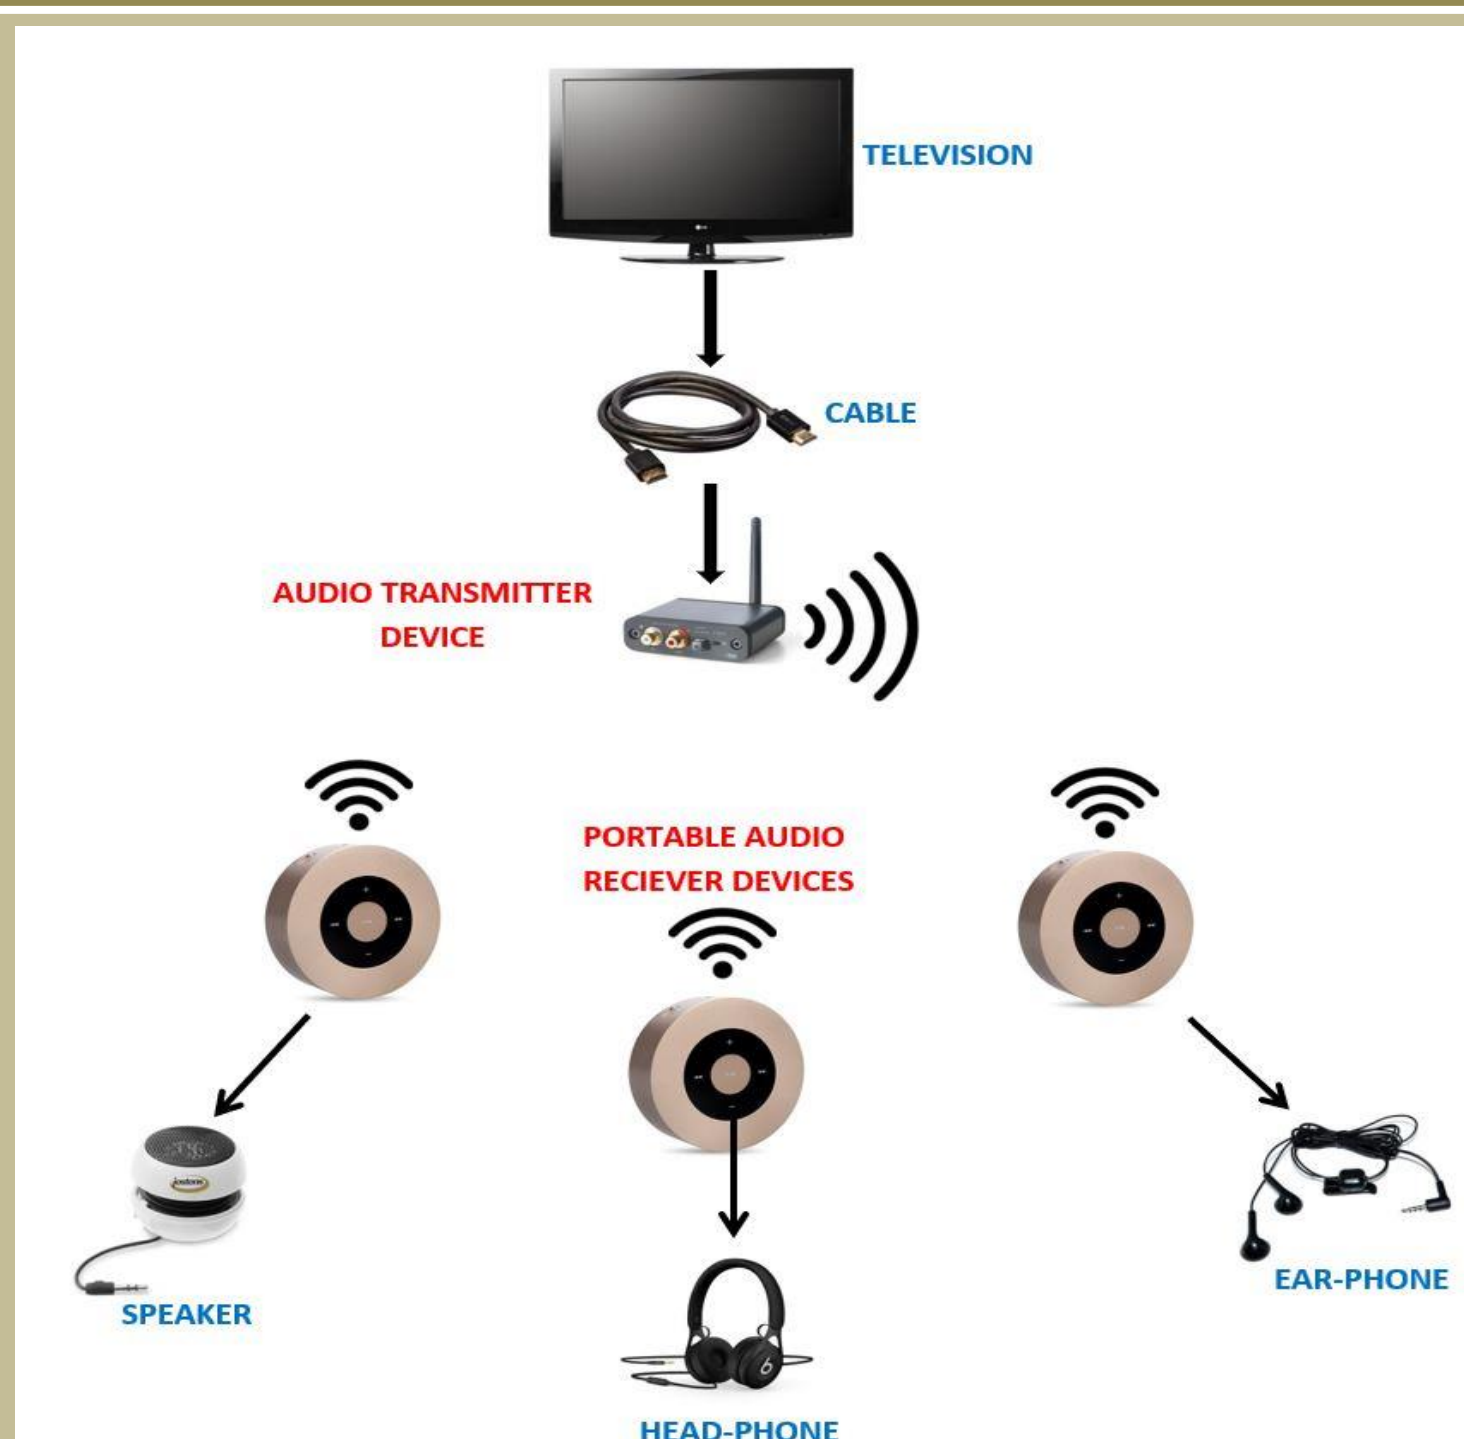 TELEVISION
CABLE
AUDIO TRANSMITTER
DEVICE
PORTABLE AUDIO
RECIEVER DEVICES
SPEAKER
EAR-PHONE
HEAD-PHONE